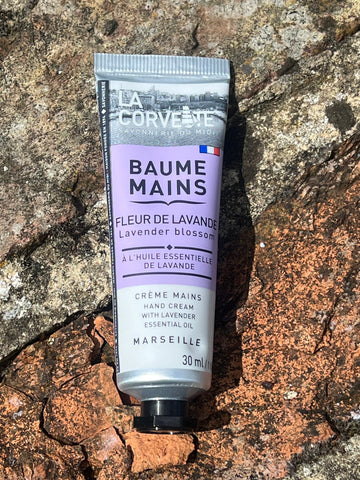 LA
CORVETTE
SAVONNERIE DU MIDI
BAUME
MAINS
FLEUR DE LAVANDE
Lavender blossom
À L'HUILE ESSENTIELLE
DE LAVANDE
CRÈME MAINS
HAND CREAM
WITH LAVENDER
ESSENTIAL OIL
MARSEILLE
30 ml